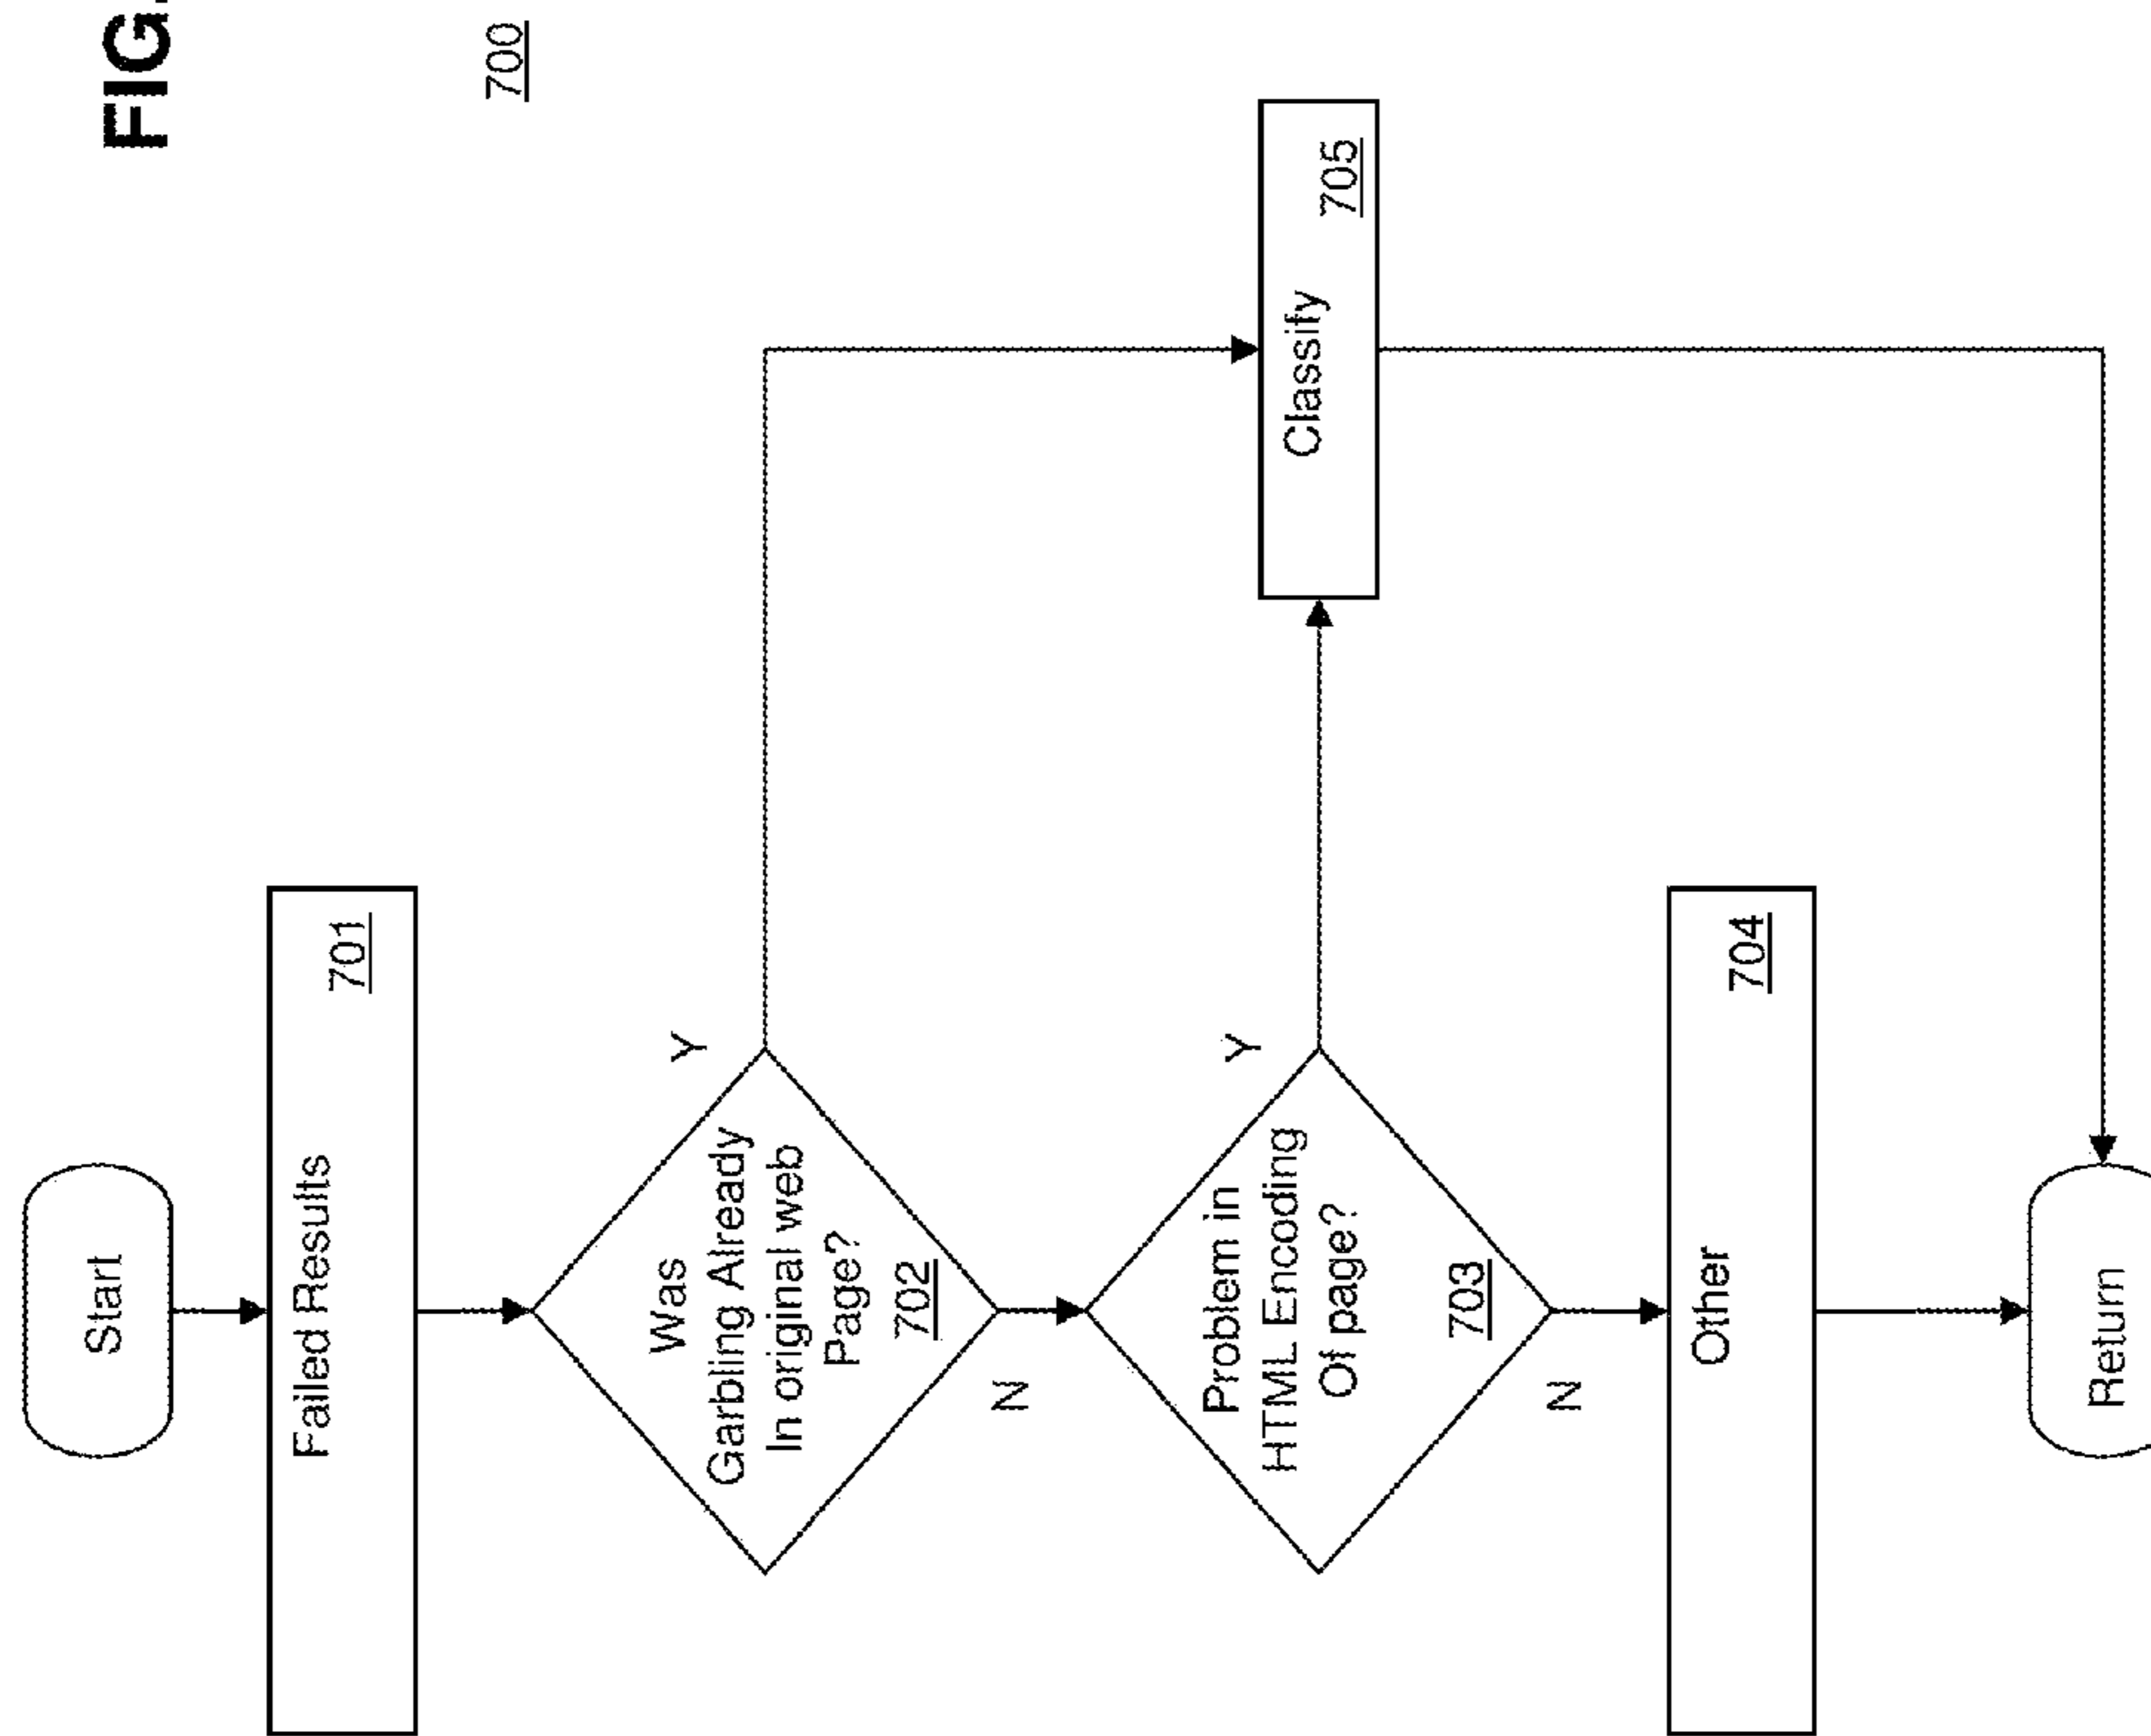 FIG.
700
Start
Failed Results
701
Was
Garbling Already
In original web
Page?
702
Y
N
Problem in
HTML Encoding
Of page?
703
Y
N
Classify
705
Other
704
Return